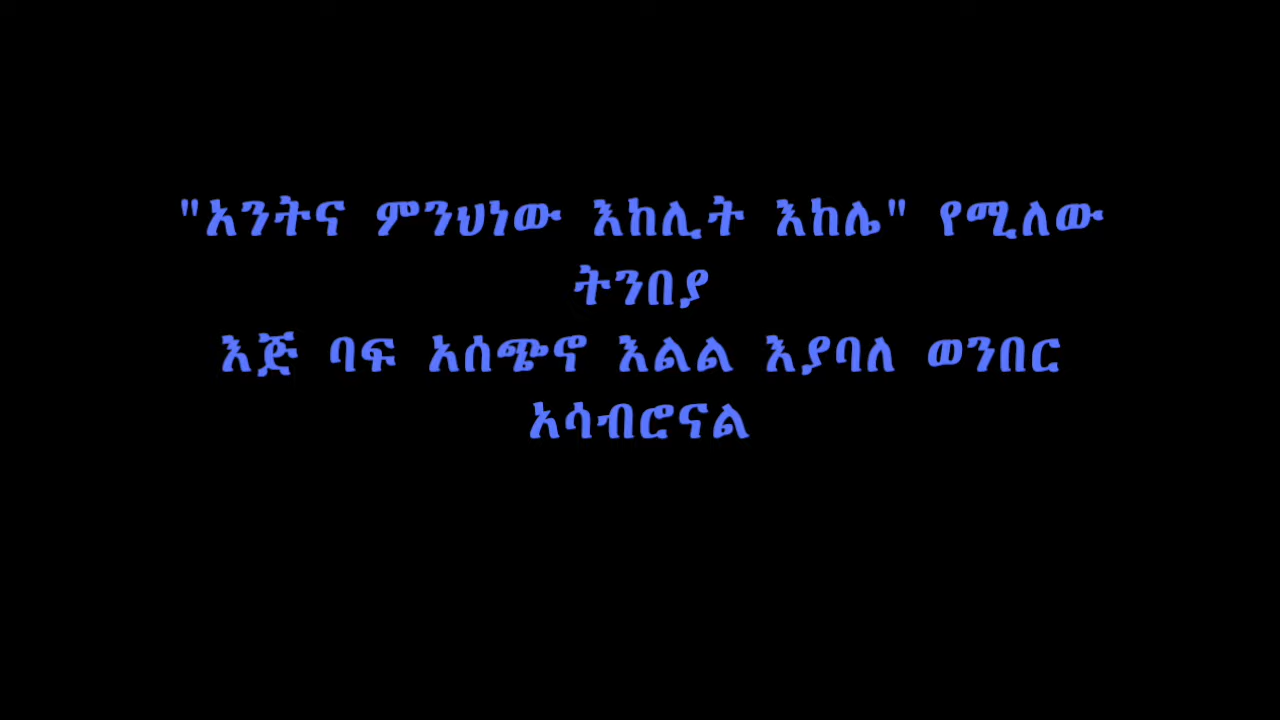 "አንትና ምንህነው እከሊት እከሌ" የሚለው
ትንበያ
እጅ ባፍ አሰጭኖ እልል እያባለ ወንበር
አሳብሮናል